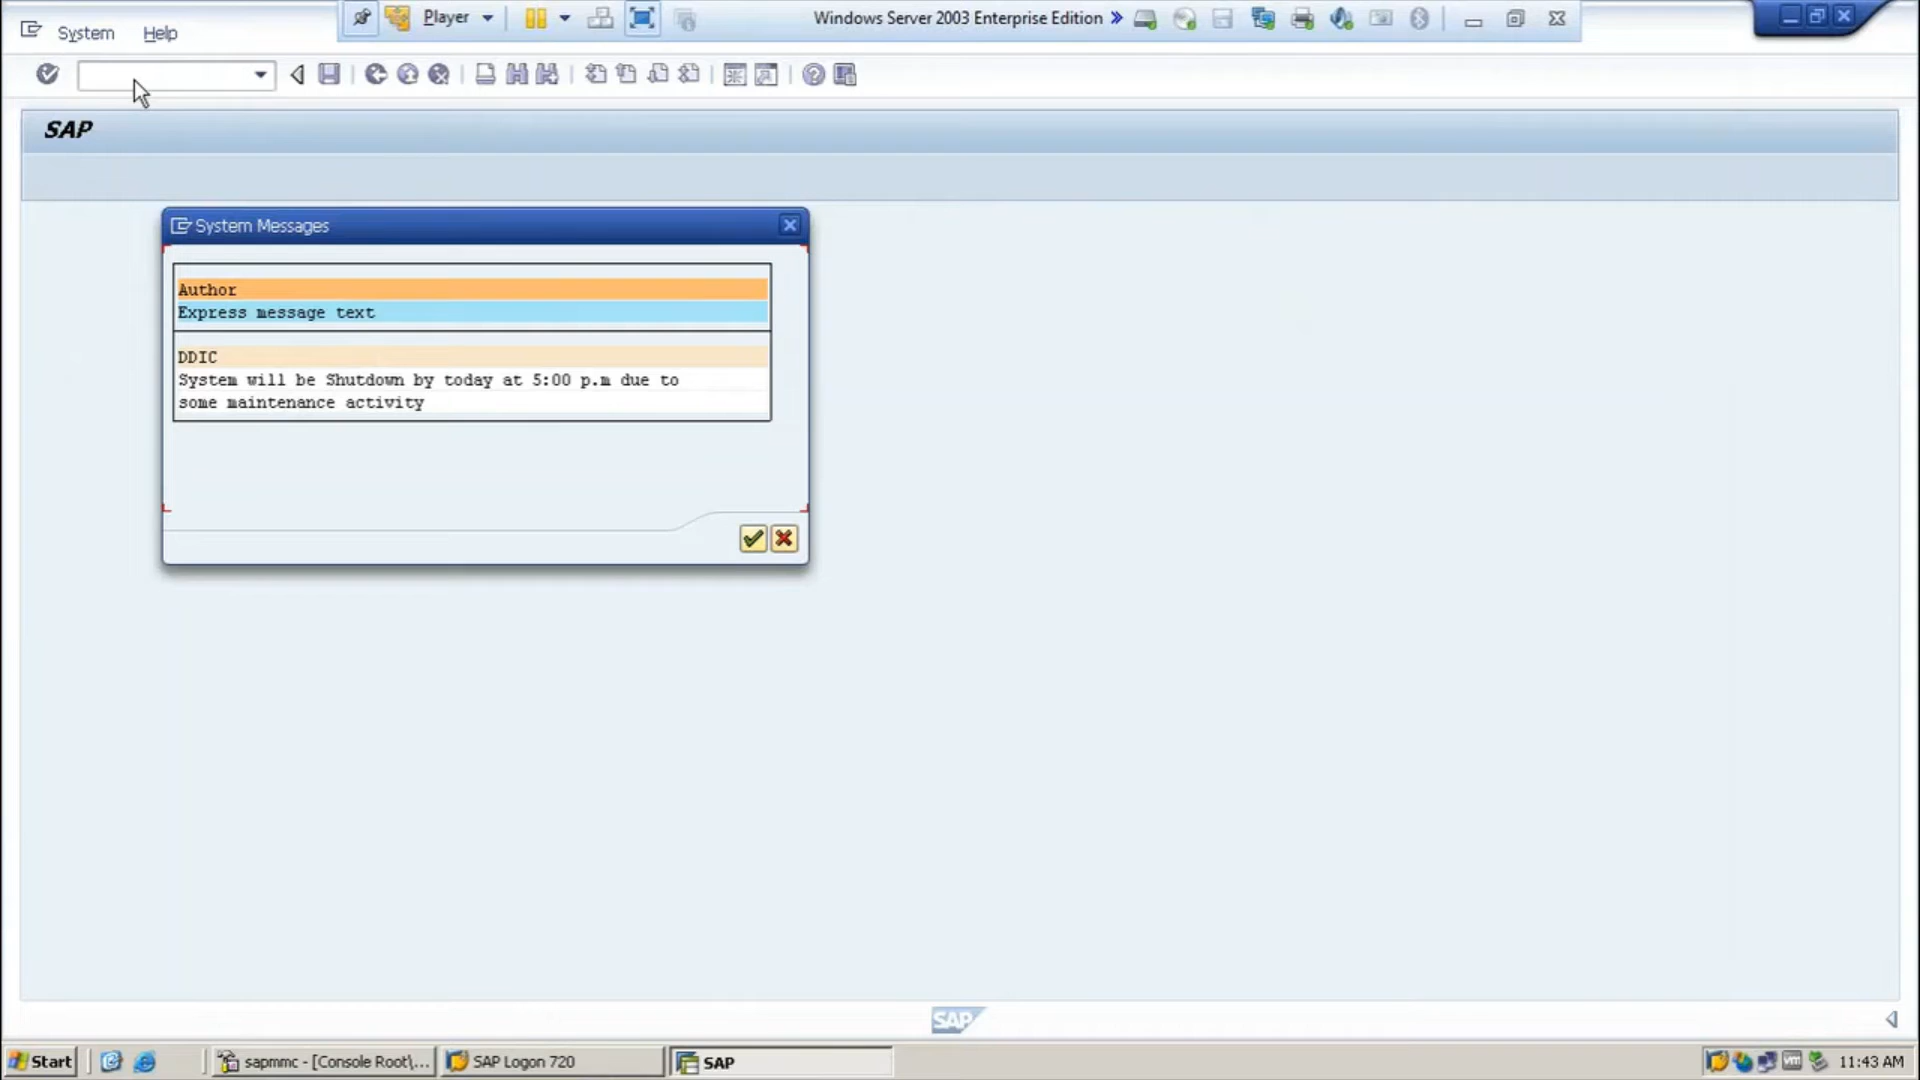 Player
Windows Server 2003 Enterprise Edition
System Help
SAP
System Messages
Author
Express message text
DDIC
System will be Shutdown by today at 5:00 p.m due to
some maintenance activity
SAP
Start
sapmmc - [Console Root\...
SAP Logon 720
SAP
vm
11:43 AM